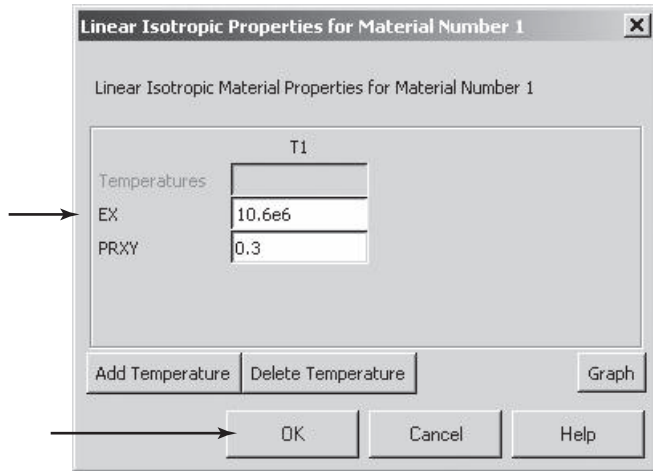 Linear Isotropic Properties for Material Number 1
Linear Isotropic Material Properties for Material Number 1
T1
Temperatures
EX 10.6e6
PRXY 0.3
Add Temperature Delete Temperature Graph
OK Cancel Help